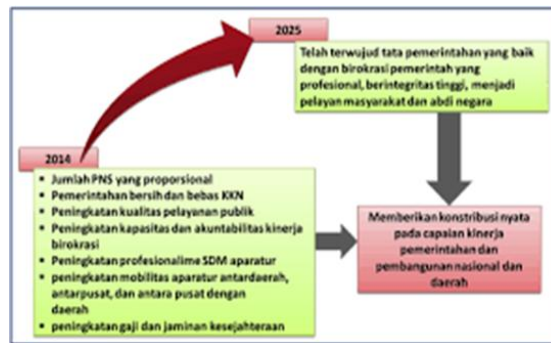 2025
Telah terwujud tata pemerintahan yang baik
dengan birokrasi pemerintah yang
profesional, berintegritas tinggi, menjadi
pelayan masyarakat dan abdi negara
2014
▪ Jumlah PNS yang proporsional
▪ Pemerintahan bersih dan bebas KKN
▪ Peningkatan kualitas pelayanan publik
▪ Peningkatan kapasitas dan akuntabilitas kinerja
birokrasi
▪ Peningkatan profesionalime SDM aparatur
▪ peningkatan mobilitas aparatur antardaerah,
antarpusat, dan antara pusat dengan
daerah
▪ peningkatan gaji dan jaminan kesejahteraan
Memberikan konstribusi nyata
pada capaian kinerja
pemerintahan dan
pembangunan nasional dan
daerah